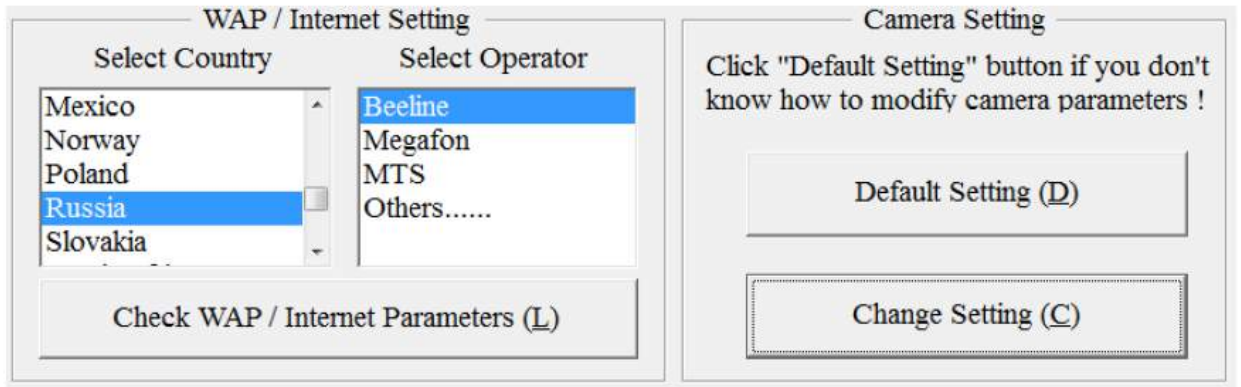 WAP / Internet Setting
Select Country
Select Operator
Mexico
Norway
Poland
Russia
Slovakia
Beeline
Megafon
MTS
Others......
Check WAP / Internet Parameters (L)
Camera Setting
Click "Default Setting" button if you don't
know how to modify camera parameters !
Default Setting (D)
Change Setting (C)